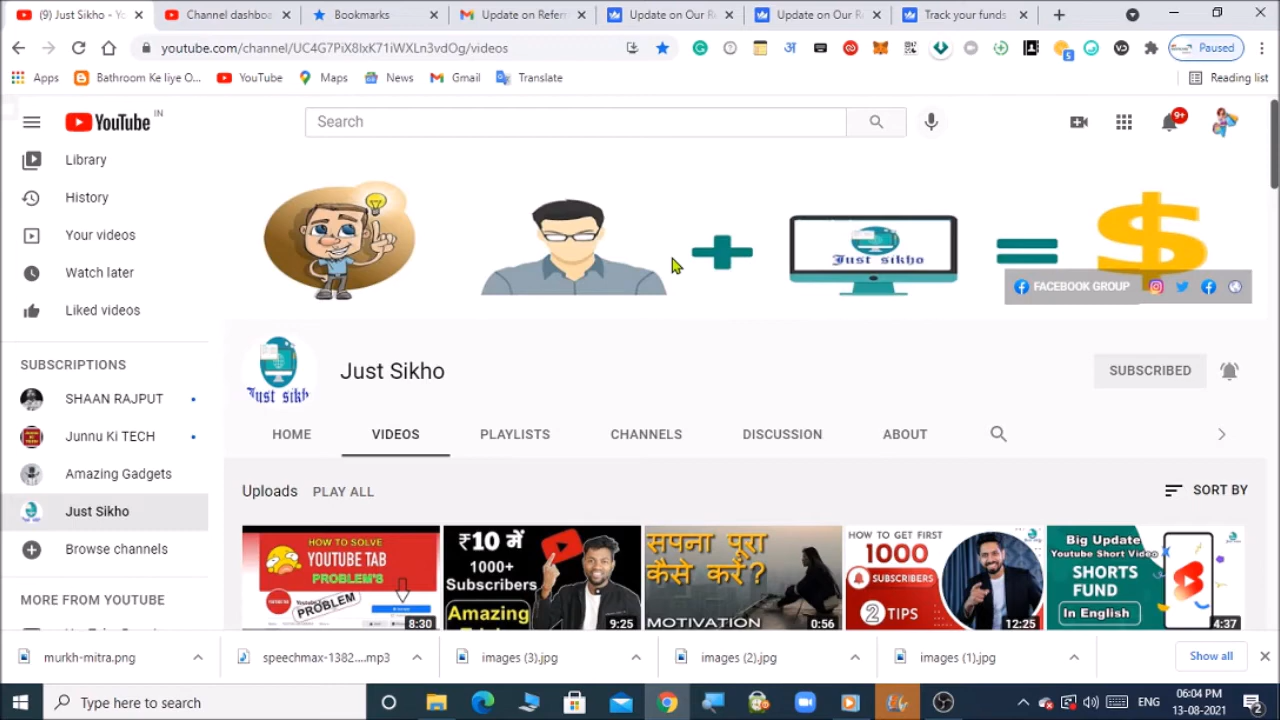 (9) Just Sikho - Yo
Channel dashbo
Bookmarks
Update on Referr
Update on Our Re
Update on Our Re
Track your funds
youtube.com/channel/UC4G7PiX8lxK71iWXLn3vdOg/videos
अ
5
Paused
Apps
Bathroom Ke liye O...
YouTube
Maps
News
Gmail
Translate
Reading list
YouTube IN
Search
9+
Library
History
Your videos
Watch later
Liked videos
SUBSCRIPTIONS
SHAAN RAJPUT
Junnu Ki TECH
Amazing Gadgets
Just Sikho
Browse channels
MORE FROM YOUTUBE
Just sikho
$
FACEBOOK GROUP
Just sikh
Just Sikho
SUBSCRIBED
HOME
VIDEOS
PLAYLISTS
CHANNELS
DISCUSSION
ABOUT
Uploads
PLAY ALL
SORT BY
HOW TO SOLVE
YOUTUBE TAB
PROBLEM'S
PROBLEM
8:30
₹10 में
1000+
Subscribers
Amazing
9:25
सपना पूरा
कैसे करें?
MOTIVATION
0:56
HOW TO GET FIRST
1000
SUBSCRIBERS
2 TIPS
12:25
Big Update
Youtube Short Video
SHORTS
FUND
In English
4:37
murkh-mitra.png
speechmax-1382....mp3
images (3).jpg
images (2).jpg
images (1).jpg
Show all
Type here to search
ENG
06:04 PM
13-08-2021
2